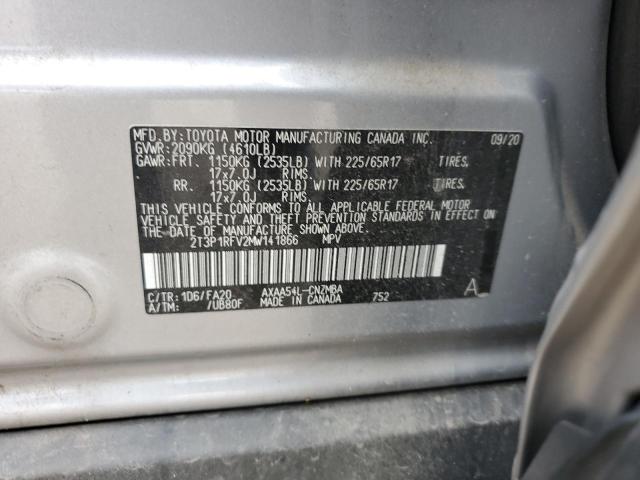 MFD.BY:TOYOTA MOTOR MANUFACTURING CANADA INC. 09/20
GVWR:2090KG (4610LB)
GAWR:FRT. 1150KG (2535LB) WITH 225/65R17 TIRES.
17x7.0J RIMS.
RR. 1150KG (2535LB) WITH 225/65R17 TIRES.
17x7.0J RIMS.
THIS VEHICLE CONFORMS TO ALL APPLICABLE FEDERAL MOTOR
VEHICLE SAFETY AND THEFT PREVENTION STANDARDS IN EFFECT ON
THE DATE OF MANUFACTURE SHOWN ABOVE.
2T3P1RFV2MW141866 MPV
C/TR:1D6/FA20 AXAA54L-CNZMBA 752 A
A/TM: /UB80F MADE IN CANADA